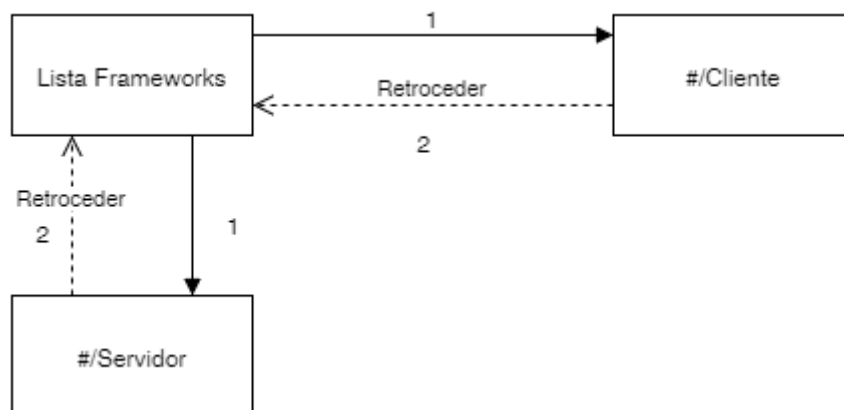 1
Lista Frameworks
#/Cliente
Retroceder
2
Retroceder
2
1
#/Servidor